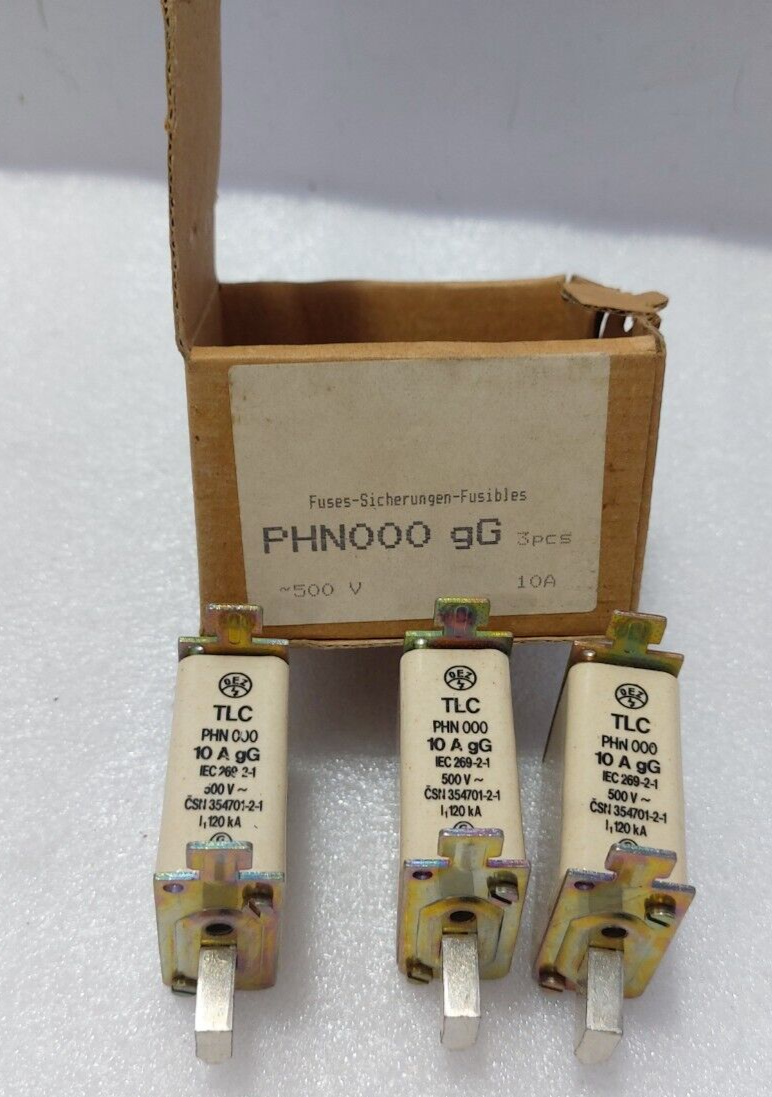 Fuses-Sicherungen-Fusibles
PHN000 gG 3pcs
~500 V 10A
OEZ
TLC
PHN 000
10 A gG
IEC 269-2-1
500 V ~
ČSN 354701-2-1
I₁ 120 kA
OEZ
TLC
PHN 000
10 A gG
IEC 269-2-1
500 V ~
ČSN 354701-2-1
I₁ 120 kA
OEZ
TLC
PHN 000
10 A gG
IEC 269-2-1
500 V ~
ČSN 354701-2-1
I₁ 120 kA